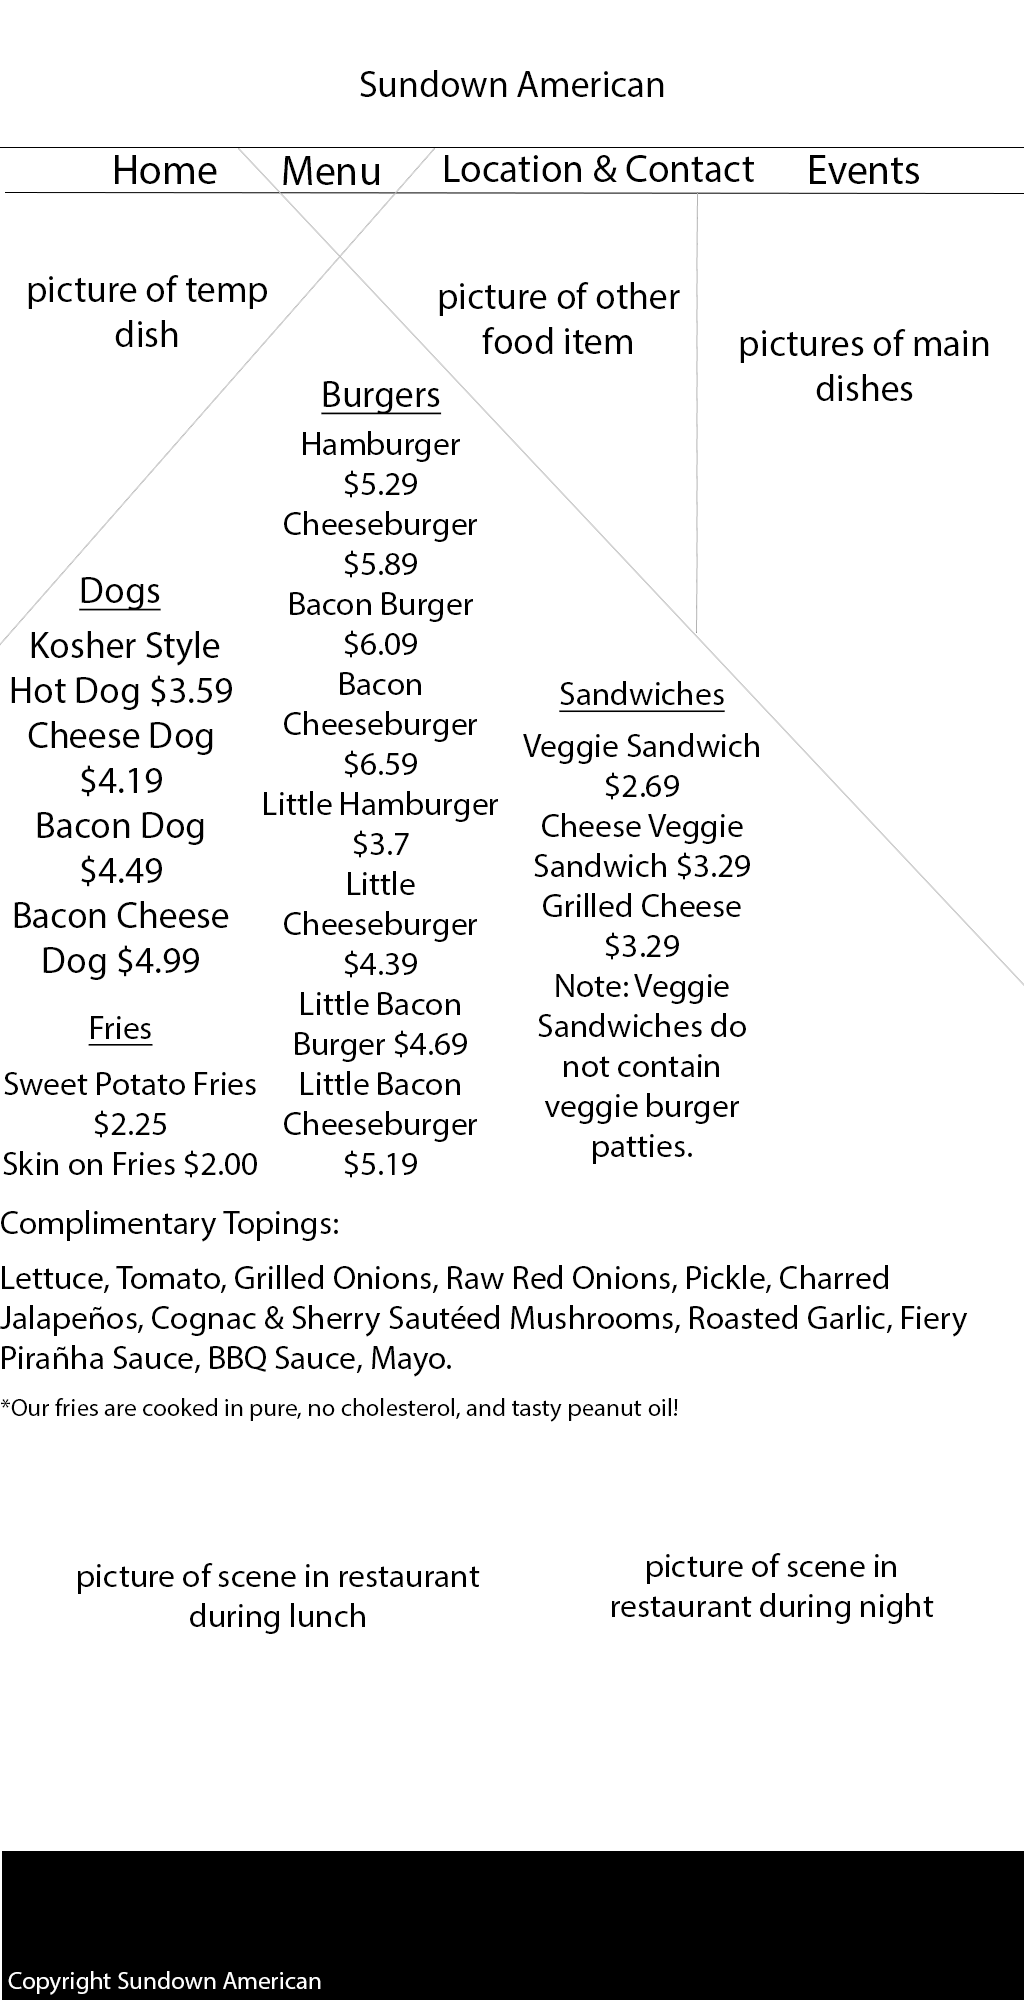 Sundown American
Home Menu Location & Contact Events
picture of temp
dish
picture of other
food item
pictures of main
dishes
Dogs
Kosher Style
Hot Dog $3.59
Cheese Dog
$4.19
Bacon Dog
$4.49
Bacon Cheese
Dog $4.99
Fries
Sweet Potato Fries
$2.25
Skin on Fries $2.00
Burgers
Hamburger
$5.29
Cheeseburger
$5.89
Bacon Burger
$6.09
Bacon
Cheeseburger
$6.59
Little Hamburger
$3.7
Little
Cheeseburger
$4.39
Little Bacon
Burger $4.69
Little Bacon
Cheeseburger
$5.19
Sandwiches
Veggie Sandwich
$2.69
Cheese Veggie
Sandwich $3.29
Grilled Cheese
$3.29
Note: Veggie
Sandwiches do
not contain
veggie burger
patties.
Complimentary Topings:
Lettuce, Tomato, Grilled Onions, Raw Red Onions, Pickle, Charred
Jalapeños, Cognac & Sherry Sautéed Mushrooms, Roasted Garlic, Fiery
Pirañha Sauce, BBQ Sauce, Mayo.
*Our fries are cooked in pure, no cholesterol, and tasty peanut oil!
picture of scene in restaurant
during lunch
picture of scene in
restaurant during night
Copyright Sundown American